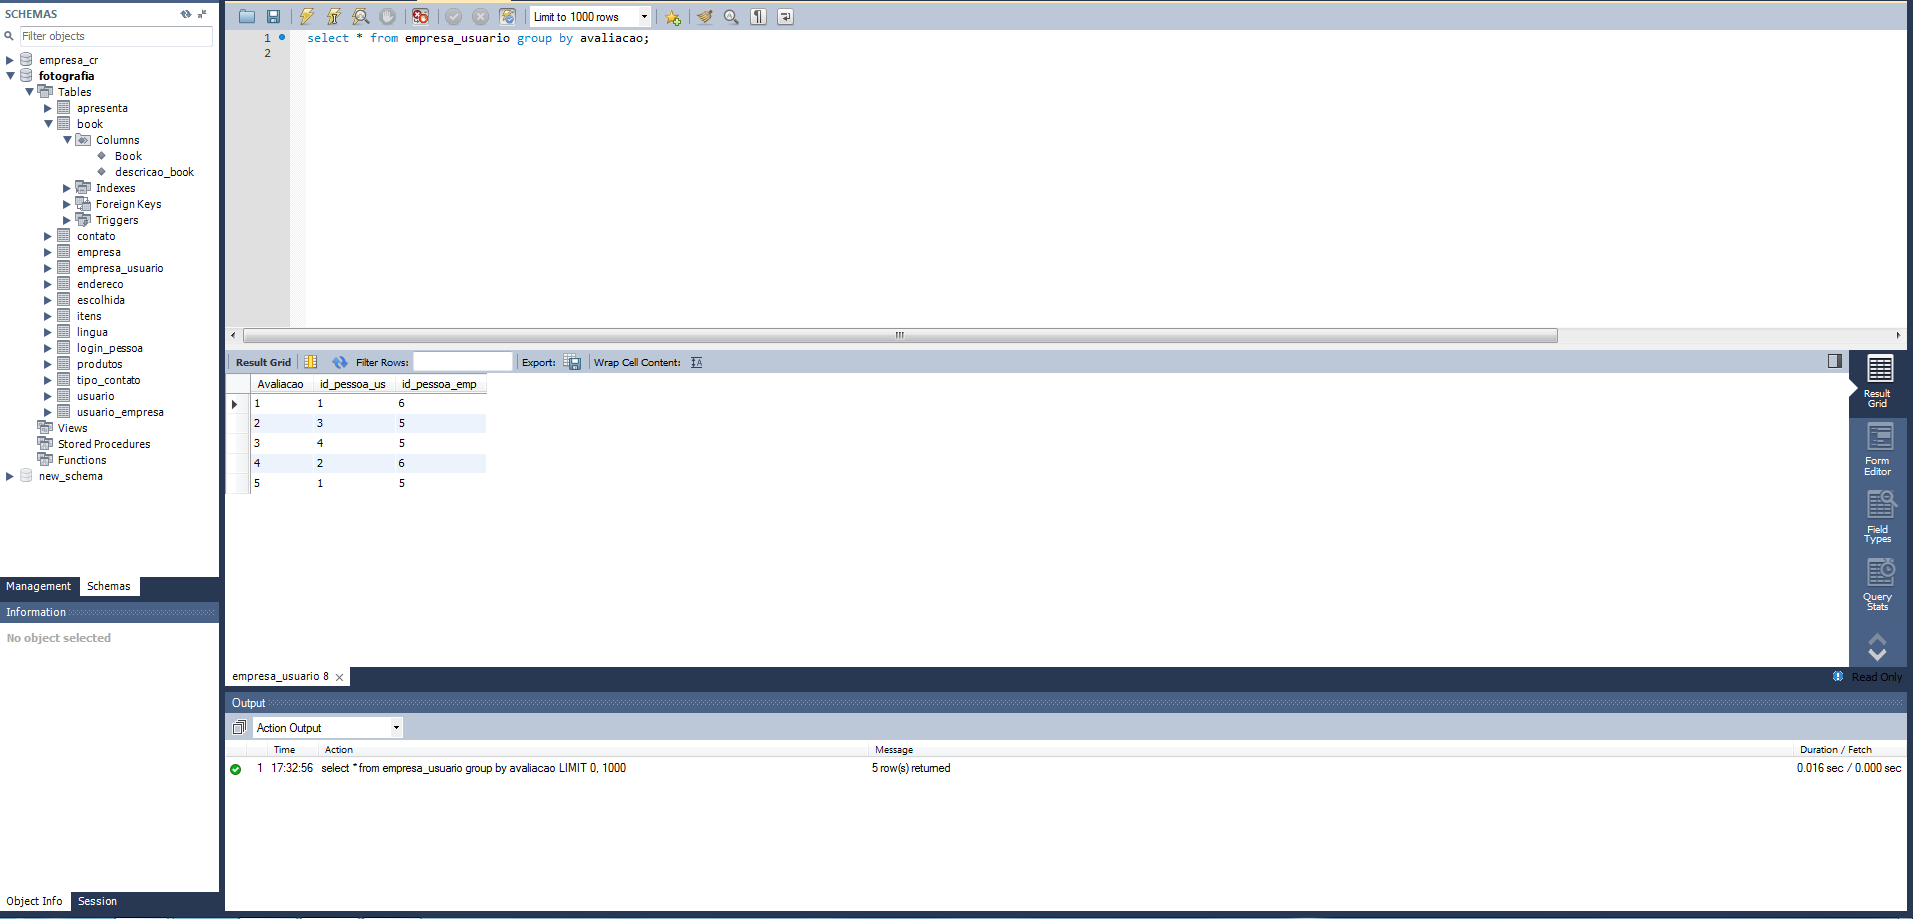 SCHEMAS
Filter objects
empresa_cr
fotografia
Tables
apresenta
book
Columns
Book
descricao_book
Indexes
Foreign Keys
Triggers
contato
empresa
empresa_usuario
endereco
escolhida
itens
lingua
login_pessoa
produtos
tipo_contato
usuario
usuario_empresa
Views
Stored Procedures
Functions
new_schema
Management Schemas
Information
No object selected
Object Info Session
Limit to 1000 rows
1 select * from empresa_usuario group by avaliacao;
2
Result Grid Filter Rows: Export: Wrap Cell Content:
Avaliacao id_pessoa_us id_pessoa_emp
1 1 6
2 3 5
3 4 5
4 2 6
5 1 5
Result
Grid
Form
Editor
Field
Types
Query
Stats
empresa_usuario 8
Read Only
Output
Action Output
Time Action Message Duration / Fetch
1 17:32:56 select * from empresa_usuario group by avaliacao LIMIT 0, 1000 5 row(s) returned 0.016 sec / 0.000 sec